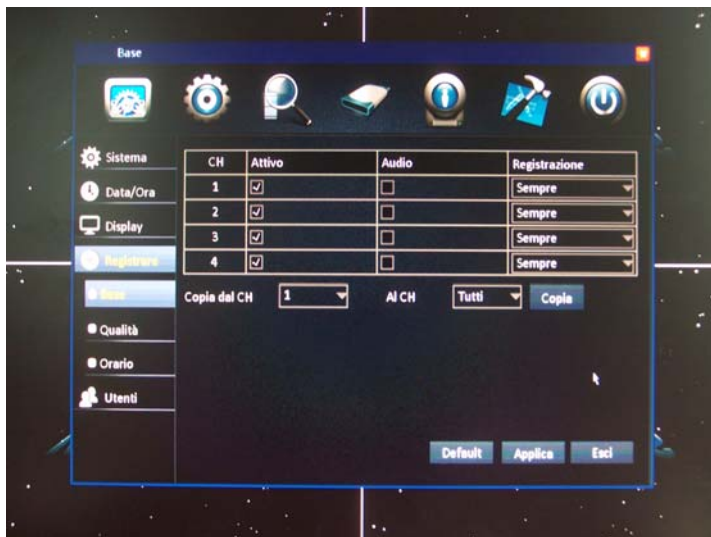 Base
Sistema
Data/Ora
Display
Registrare
Base
Qualità
Orario
Utenti
CH Attivo Audio Registrazione
1 Sempre
2 Sempre
3 Sempre
4 Sempre
Copia dal CH 1 Al CH Tutti Copia
Default Applica Esci